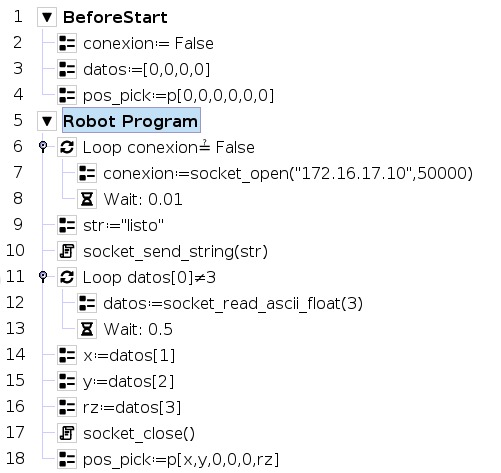 1 BeforeStart
2 conexion≔ False
3 datos≔[0,0,0,0]
4 pos_pick≔p[0,0,0,0,0,0]
5 Robot Program
6 Loop conexion≟ False
7 conexion≔socket_open("172.16.17.10",50000)
8 Wait: 0.01
9 str≔"listo"
10 socket_send_string(str)
11 Loop datos[0]≠3
12 datos≔socket_read_ascii_float(3)
13 Wait: 0.5
14 x≔datos[1]
15 y≔datos[2]
16 rz≔datos[3]
17 socket_close()
18 pos_pick≔p[x,y,0,0,0,rz]